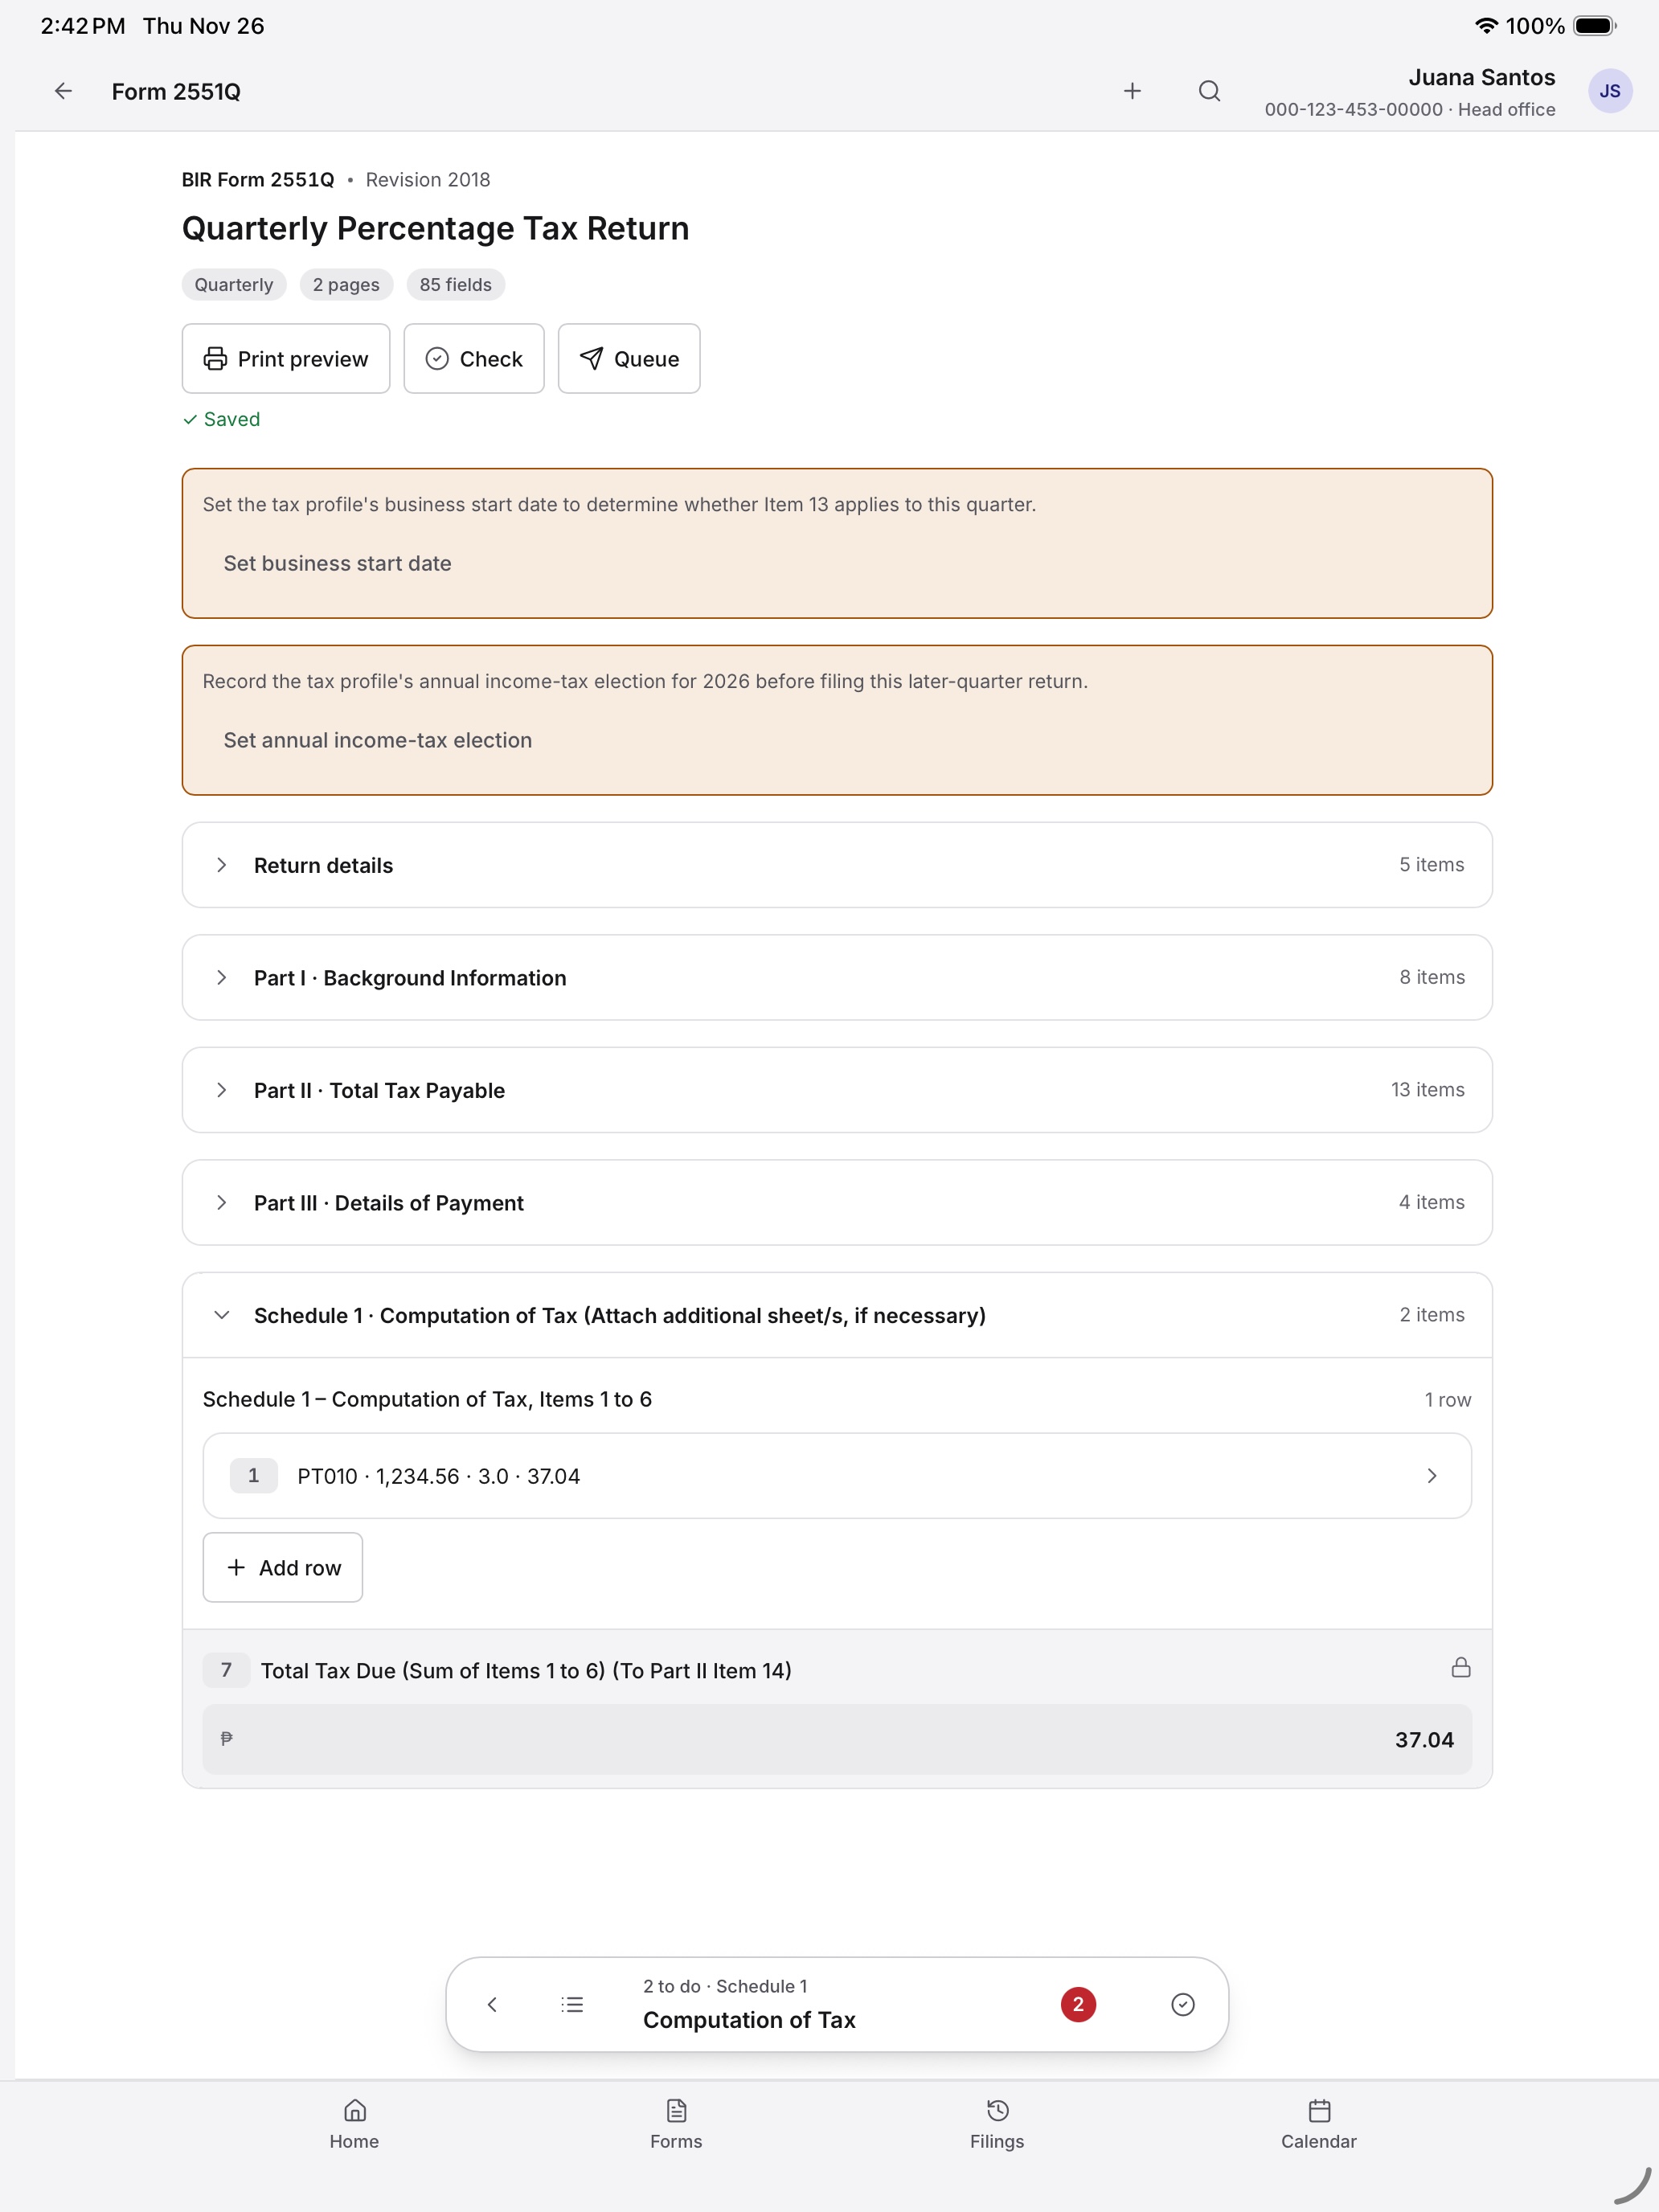 2:42 PM Thu Nov 26
100%
Form 2551Q
Juana Santos
000-123-453-00000 · Head office
JS
BIR Form 2551Q • Revision 2018
Quarterly Percentage Tax Return
Quarterly
2 pages
85 fields
Print preview
Check
Queue
Saved
Set the tax profile's business start date to determine whether Item 13 applies to this quarter.
Set business start date
Record the tax profile's annual income-tax election for 2026 before filing this later-quarter return.
Set annual income-tax election
Return details
5 items
Part I · Background Information
8 items
Part II · Total Tax Payable
13 items
Part III · Details of Payment
4 items
Schedule 1 · Computation of Tax (Attach additional sheet/s, if necessary)
2 items
Schedule 1 – Computation of Tax, Items 1 to 6
1 row
1 PT010 · 1,234.56 · 3.0 · 37.04
Add row
7 Total Tax Due (Sum of Items 1 to 6) (To Part II Item 14)
₱ 37.04
2 to do · Schedule 1
Computation of Tax
2
Home
Forms
Filings
Calendar